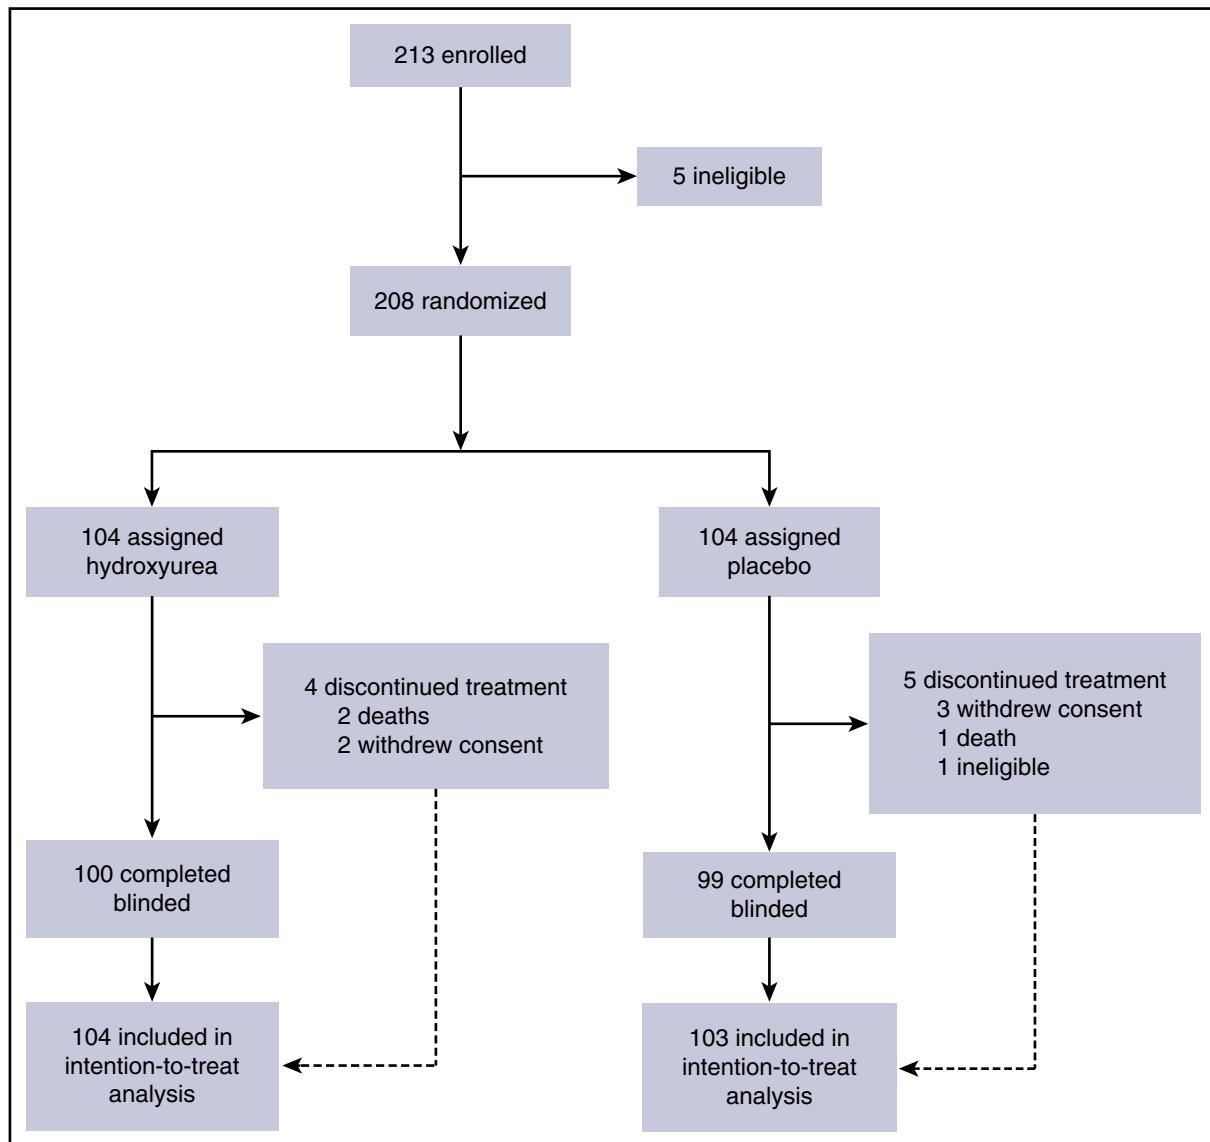 213 enrolled
5 ineligible
208 randomized
104 assigned
hydroxyurea
104 assigned
placebo
4 discontinued treatment
2 deaths
2 withdrew consent
5 discontinued treatment
3 withdrew consent
1 death
1 ineligible
100 completed
blinded
99 completed
blinded
104 included in
intention-to-treat
analysis
103 included in
intention-to-treat
analysis